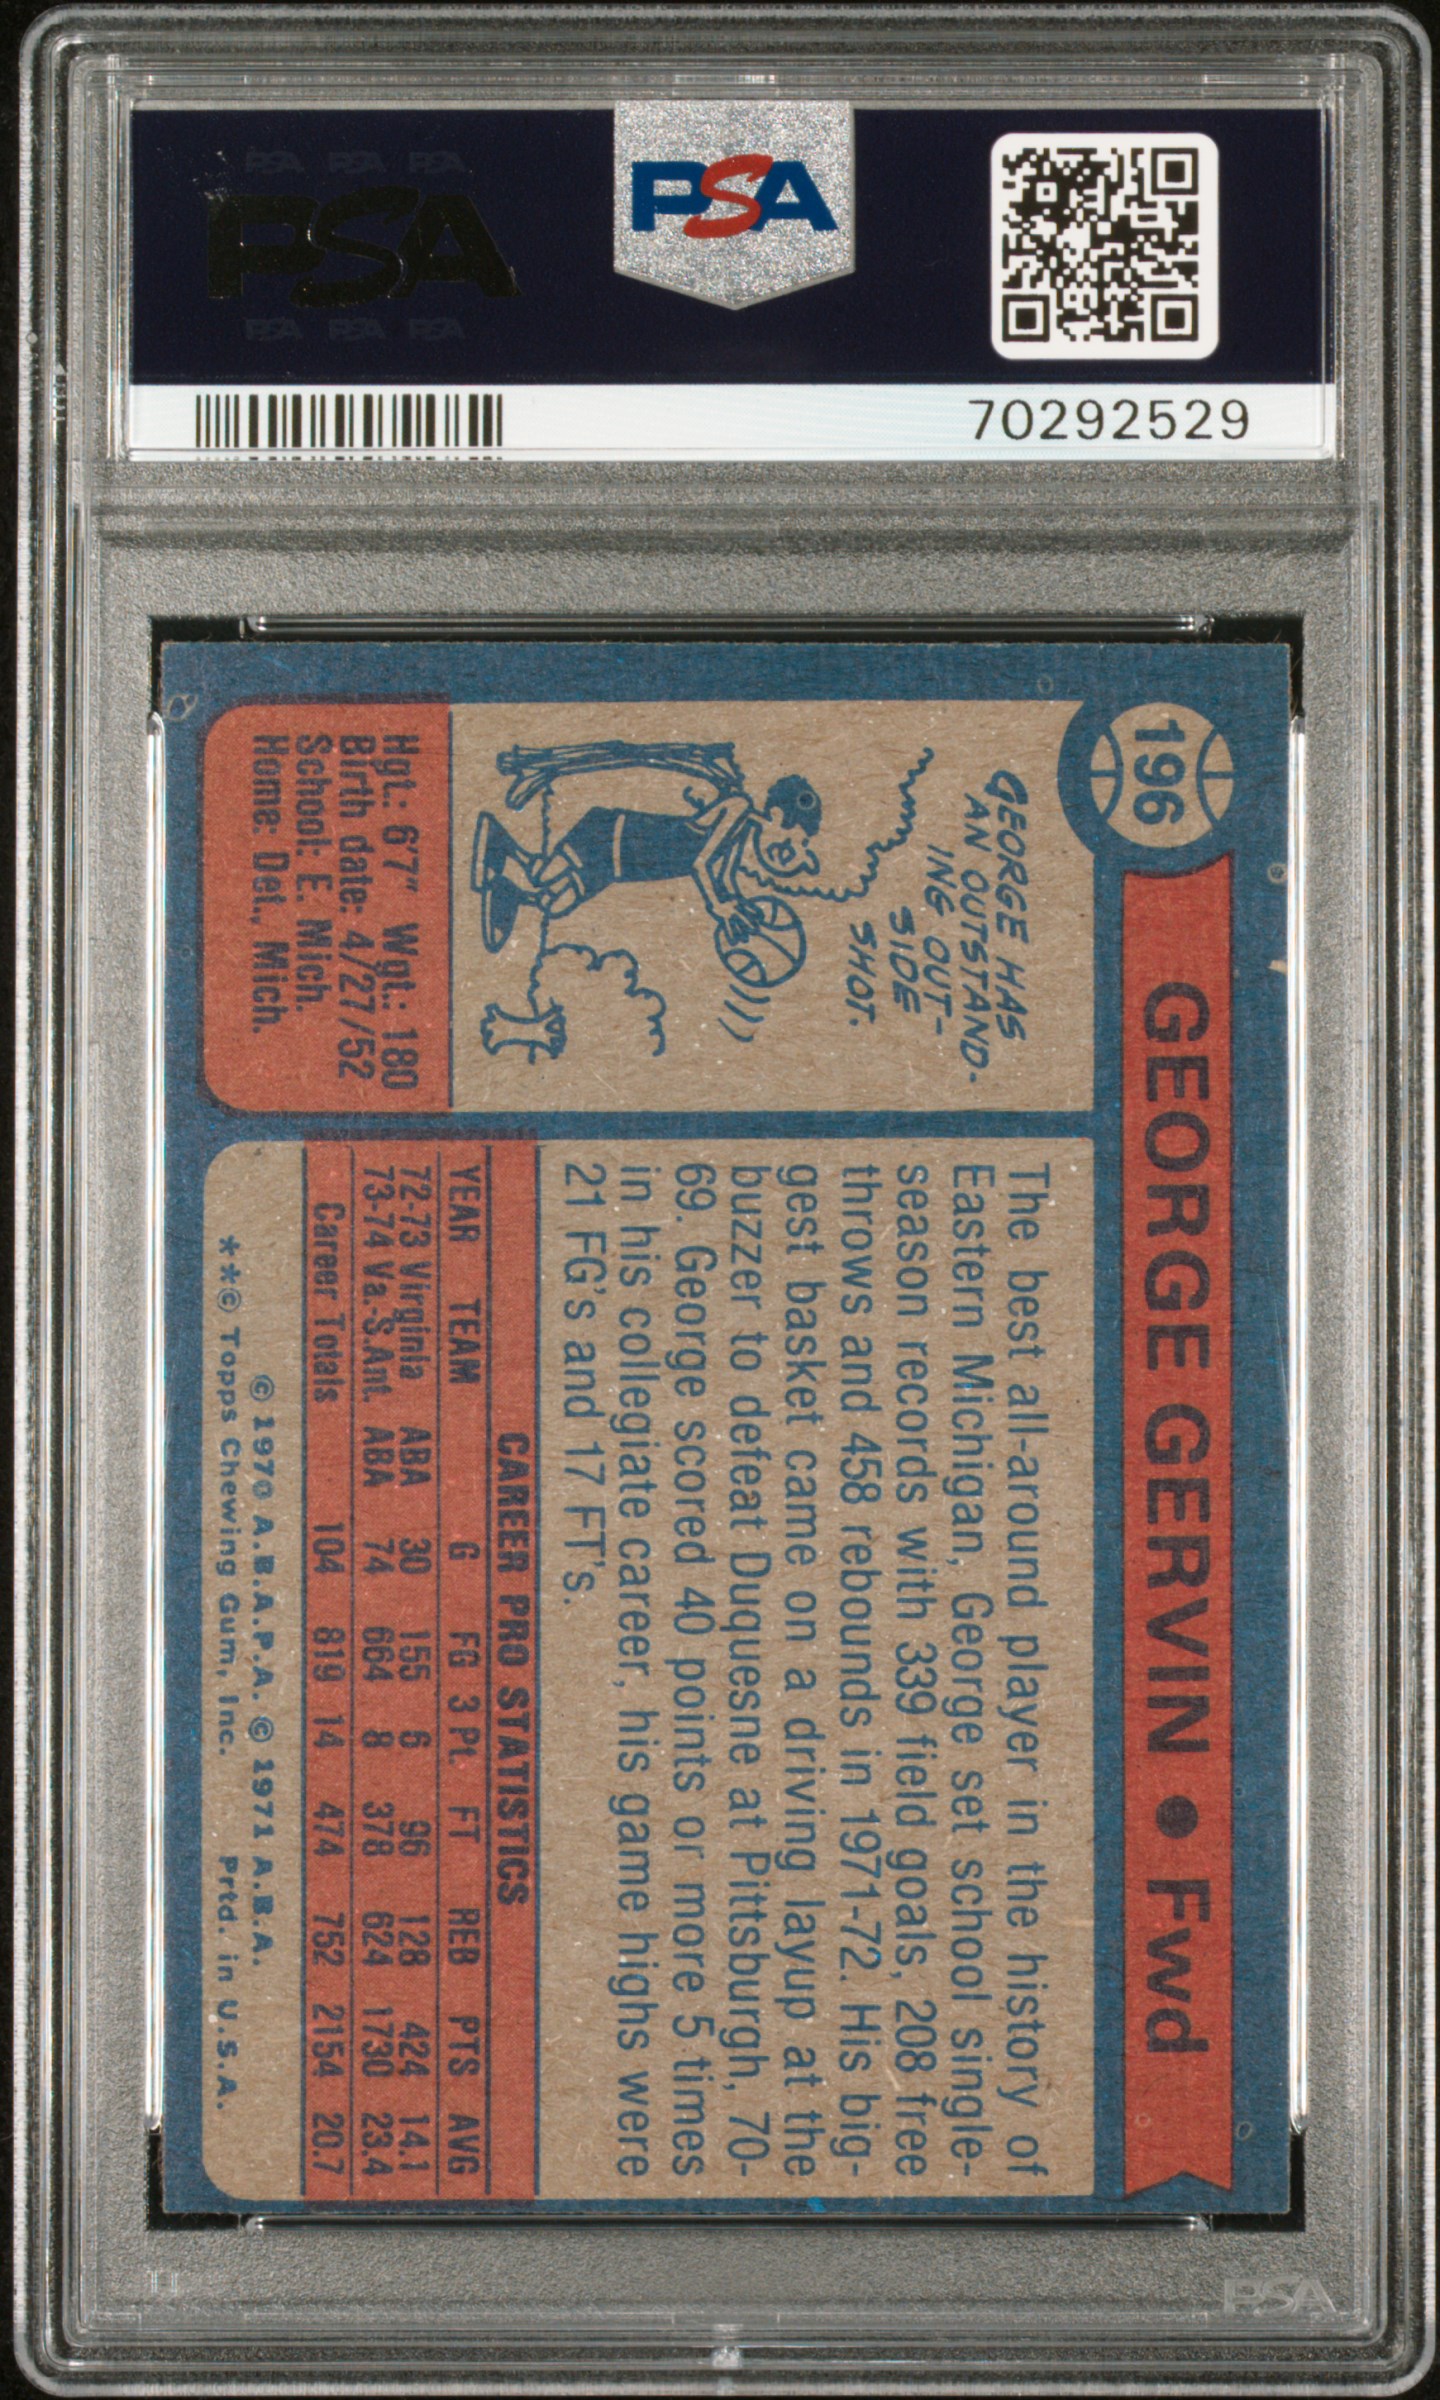 PSA PSA PSA
PSA
PSA PSA PSA
PSA
70292529
196
GEORGE GERVIN • Fwd
GEORGE HAS
AN OUTSTAND-
ING OUT-
SIDE
SHOT.
Hgt.: 6'7" Wgt.: 180
Birth date: 4/27/52
School: E. Mich.
Home: Det., Mich.
The best all-around player in the history of
Eastern Michigan, George set school single-
season records with 339 field goals, 208 free
throws and 458 rebounds in 1971-72. His big-
gest basket came on a driving layup at the
buzzer to defeat Duquesne at Pittsburgh, 70-
69. George scored 40 points or more 5 times
in his collegiate career, his game highs were
21 FG's and 17 FT's.
CAREER PRO STATISTICS
YEAR TEAM G FG 3 Pt. FT REB PTS AVG
72-73 Virginia ABA 30 155 6 96 128 424 14.1
73-74 Va.-S.Ant. ABA 74 664 8 378 624 1730 23.4
Career Totals 104 819 14 474 752 2154 20.7
© 1970 A.B.A.P.A. © 1971 A.B.A.
**© Topps Chewing Gum, Inc. Prtd. in U.S.A.
PSA